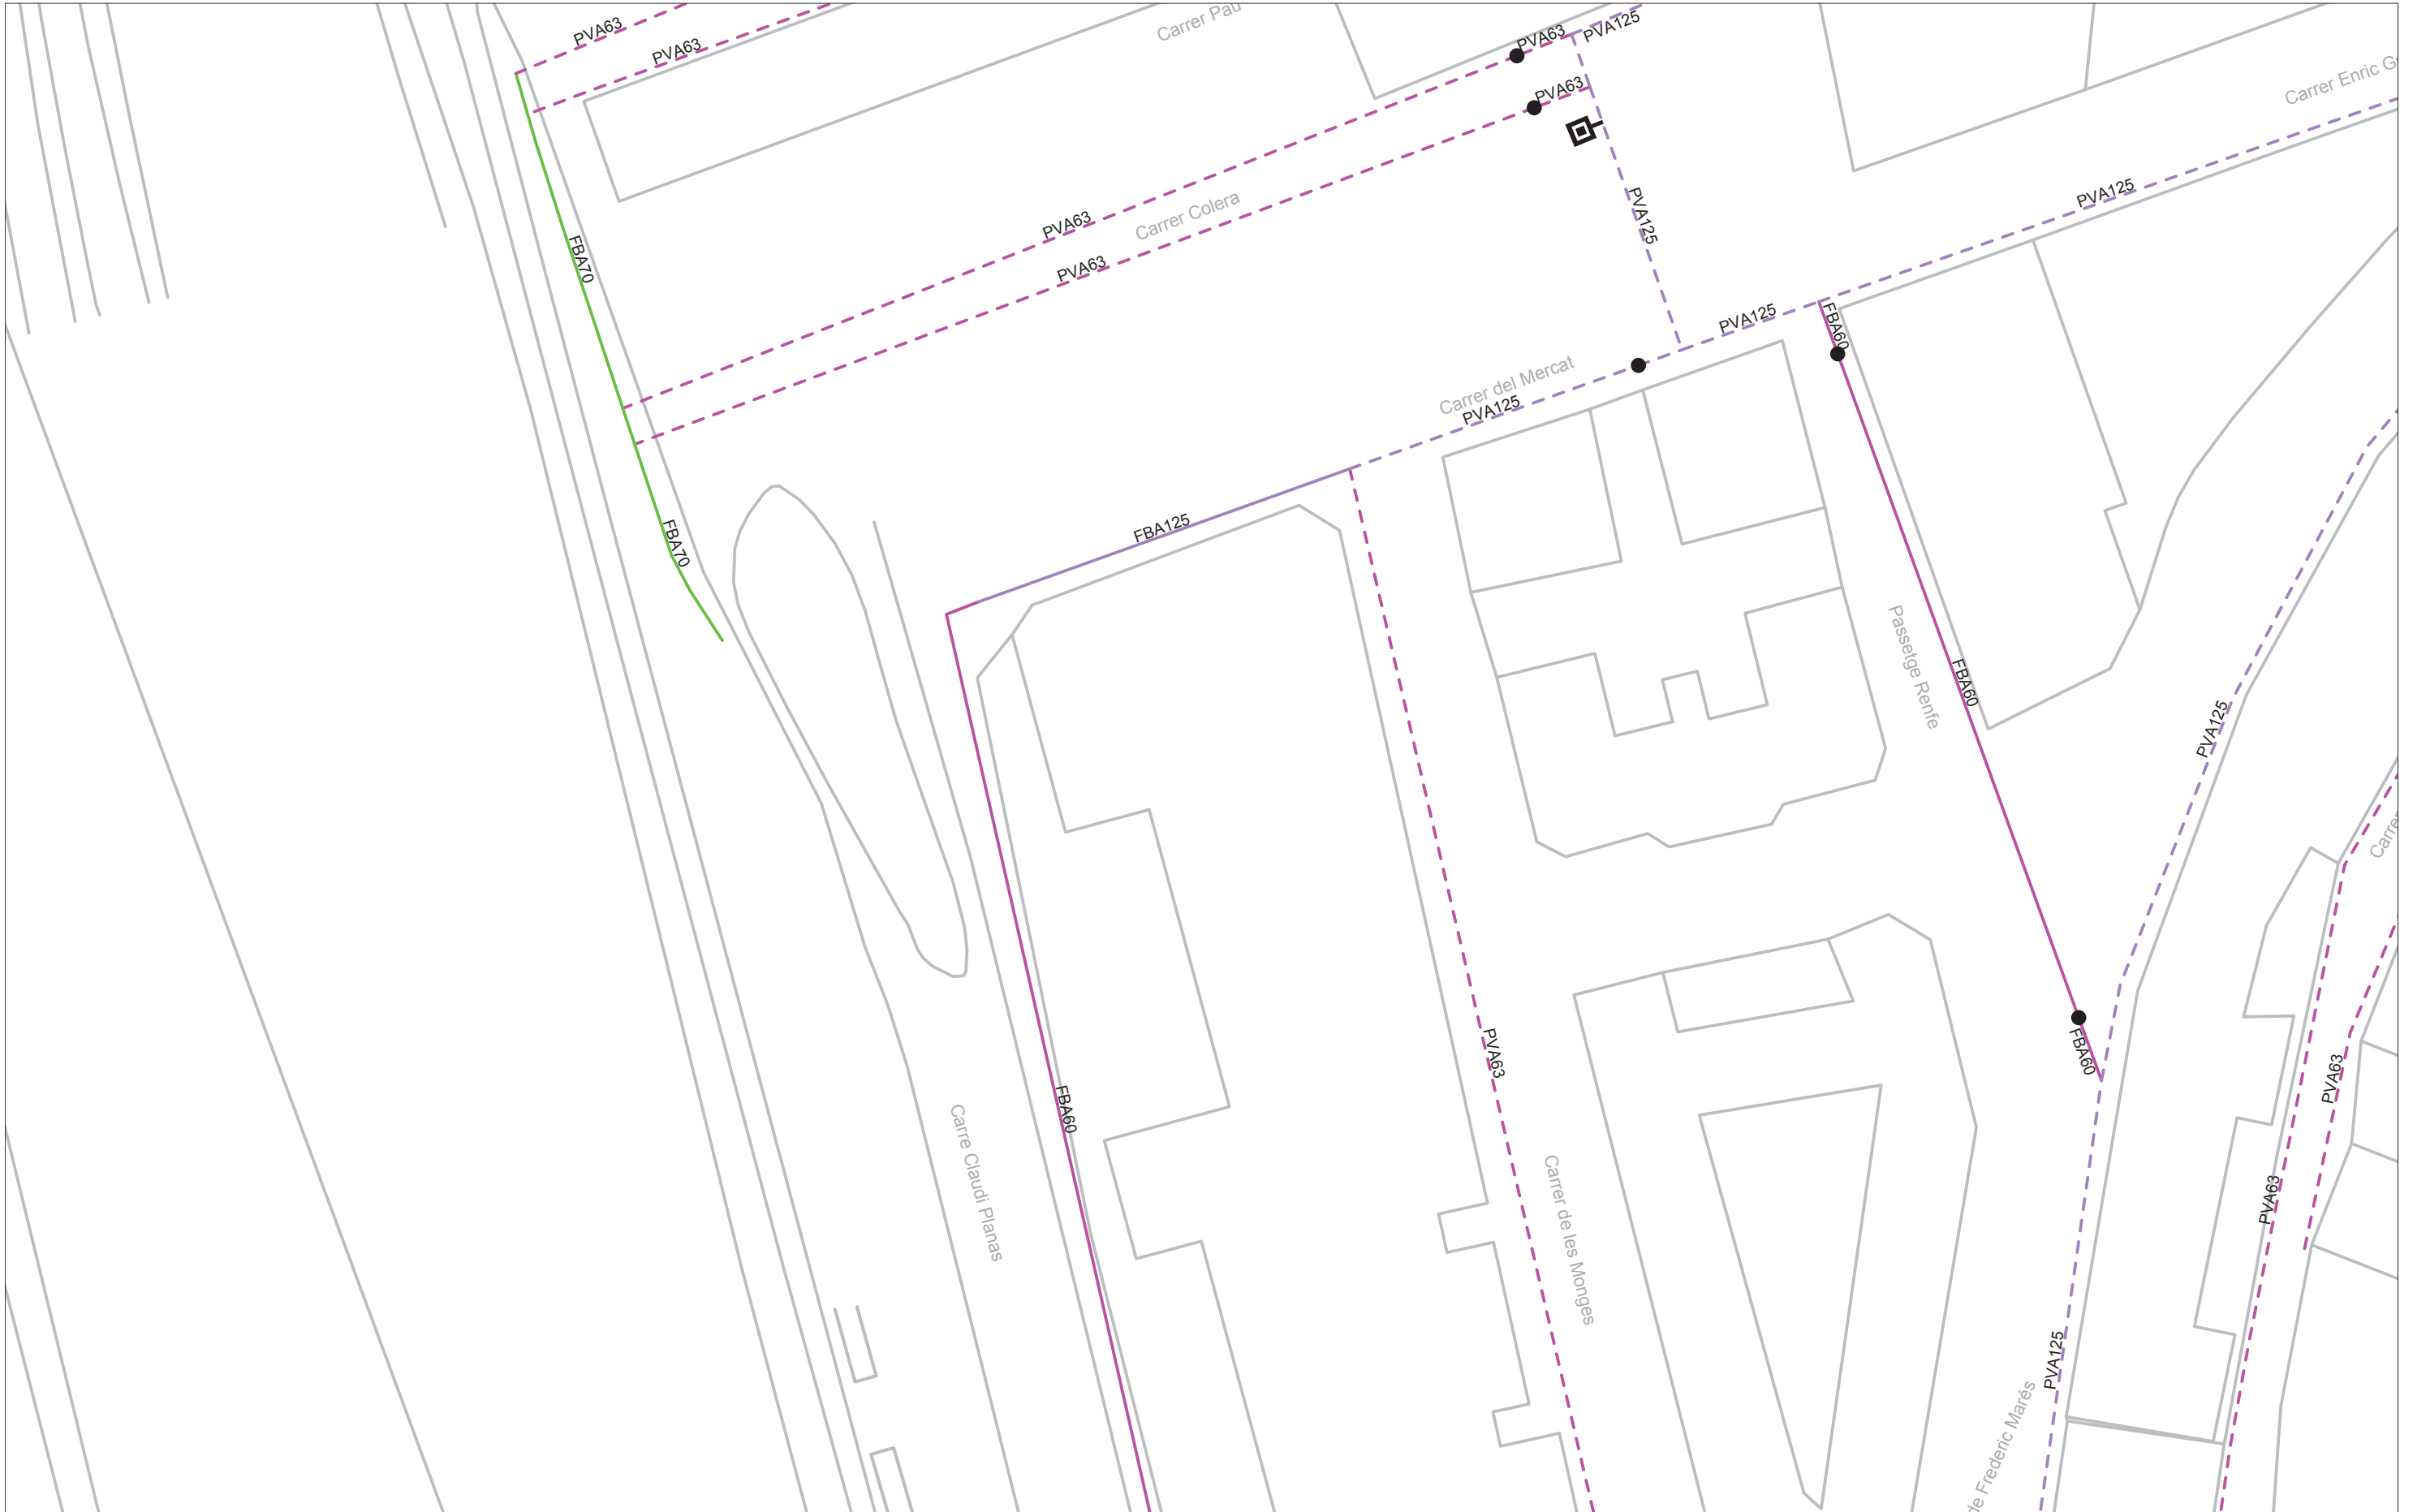 PVA63
PVA63
Carrer Pau
PVA63
PVA125
PVA63
Carrer Enric G
PVA125
PVA125
PVA63
Carrer Colera
PVA63
FBA70
PVA125
FBA60
Carrer del Mercat
PVA125
FBA125
FBA70
Passetge Renfe
FBA60
PVA125
Carrer
PVA63
FBA60
PVA63
FBA60
Carre Claudi Planas
Carrer de les Monges
PVA63
PVA125
de Frederic Marés